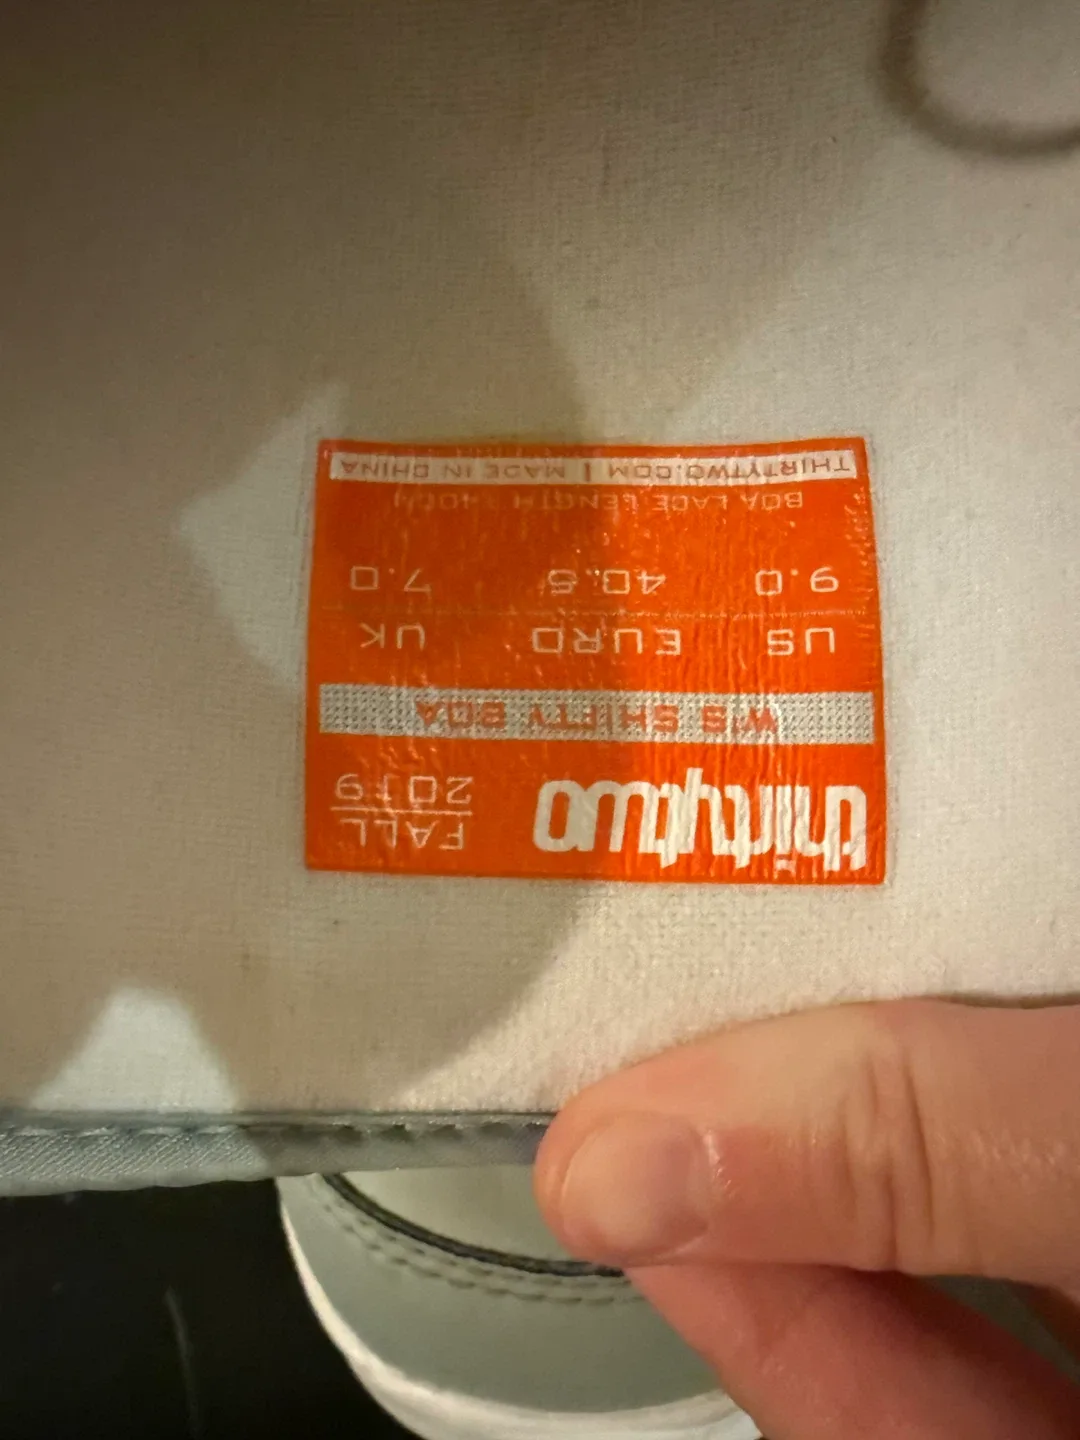 thirtytwo
FALL
2019
W'S SHIFTY BOA
US EURO UK
9.0 40.5 7.0
BOA LACE LENGTH
THIRTYTWO.COM | MADE IN CHINA